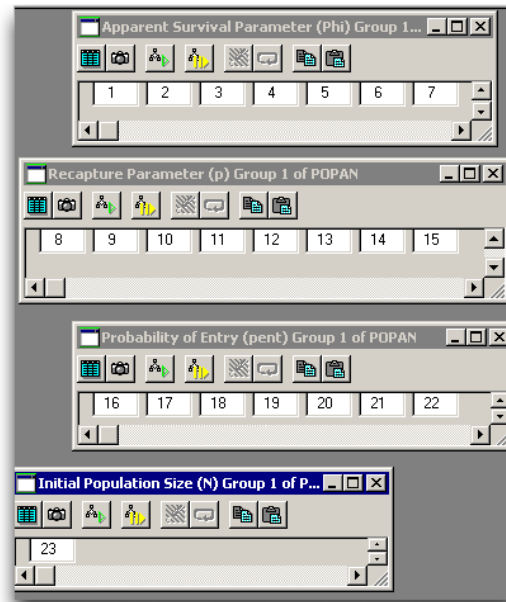 Apparent Survival Parameter (Phi) Group 1...
1 2 3 4 5 6 7
Recapture Parameter (p) Group 1 of POPAN
8 9 10 11 12 13 14 15
Probability of Entry (pent) Group 1 of POPAN
16 17 18 19 20 21 22
Initial Population Size (N) Group 1 of P...
23